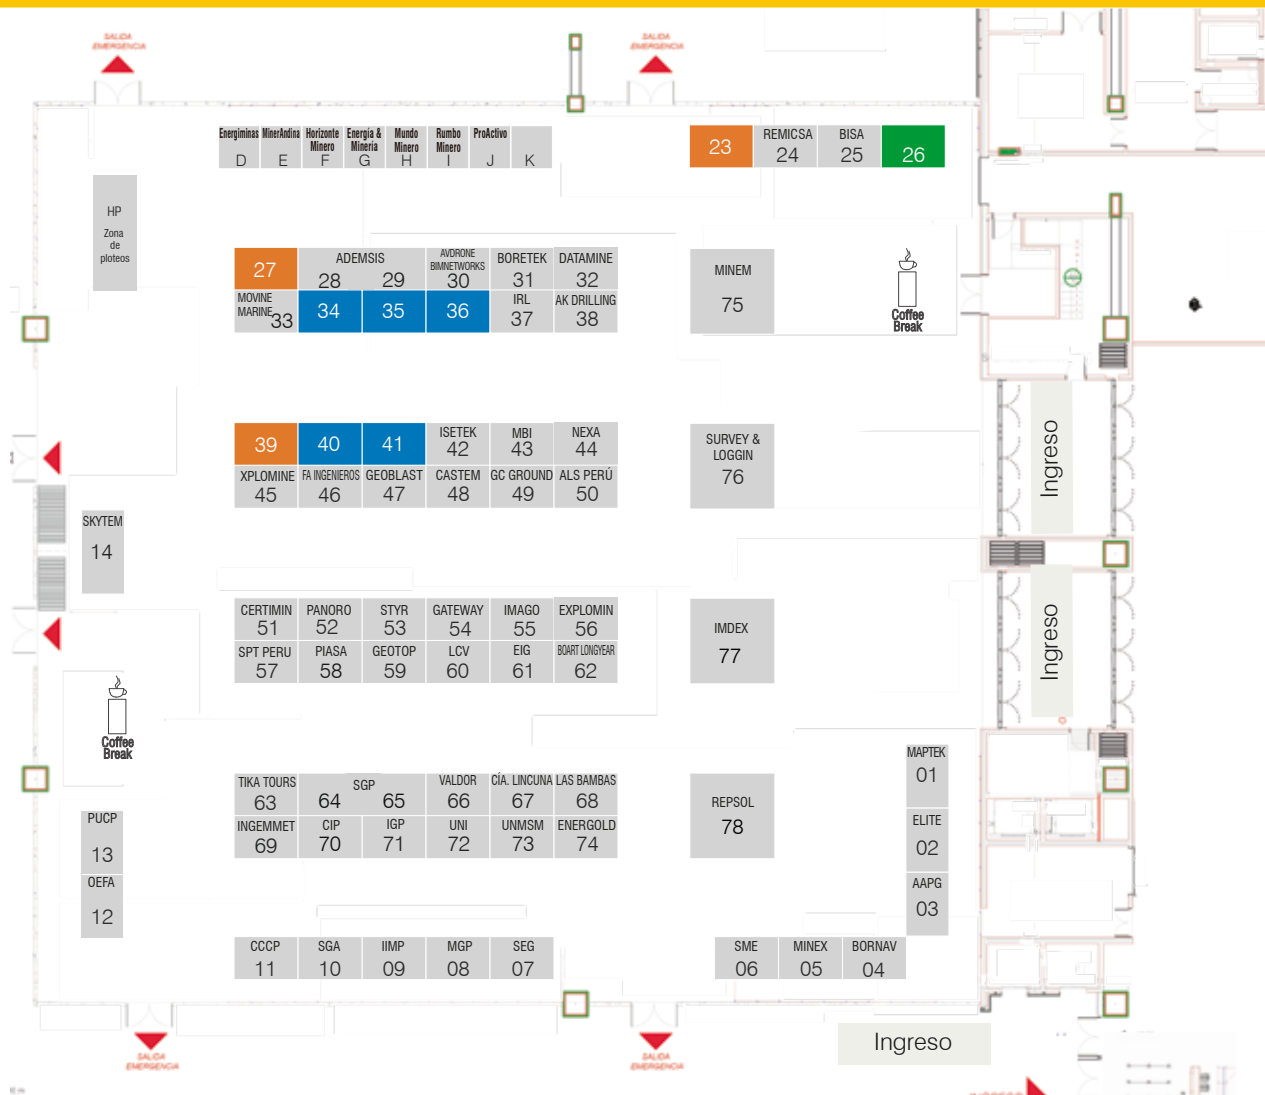 SALIDA
EMERGENCIA
SALIDA
EMERGENCIA
Energiminas
D
MinerAndina
E
Horizonte
Minero
F
Energía &
Minería
G
Mundo
Minero
H
Rumbo
Minero
I
ProActivo
J
K
23
REMICSA
24
BISA
25
26
HP
Zona
de
ploteos
27
ADEMSIS
28 29
AVDRONE
BIMNETWORKS
30
BORETEK
31
DATAMINE
32
MOVINE
MARINE 33
34
35
36
IRL
37
AK DRILLING
38
MINEM
75
Coffee
Break
39
40
41
ISETEK
42
MBI
43
NEXA
44
XPLOMINE
45
FA INGENIEROS
46
GEOBLAST
47
CASTEM
48
GC GROUND
49
ALS PERÚ
50
SURVEY &
LOGGIN
76
Ingreso
SKYTEM
14
CERTIMIN
51
PANORO
52
STYR
53
GATEWAY
54
IMAGO
55
EXPLOMIN
56
SPT PERU
57
PIASA
58
GEOTOP
59
LCV
60
EIG
61
BOART LONGYEAR
62
IMDEX
77
Ingreso
Coffee
Break
TIKA TOURS
63
SGP
64 65
VALDOR
66
CÍA. LINCUNA
67
LAS BAMBAS
68
INGEMMET
69
CIP
70
IGP
71
UNI
72
UNMSM
73
ENERGOLD
74
REPSOL
78
MAPTEK
01
ELITE
02
AAPG
03
PUCP
13
OEFA
12
CCCP
11
SGA
10
IIMP
09
MGP
08
SEG
07
SME
06
MINEX
05
BORNAV
04
SALIDA
EMERGENCIA
SALIDA
EMERGENCIA
Ingreso